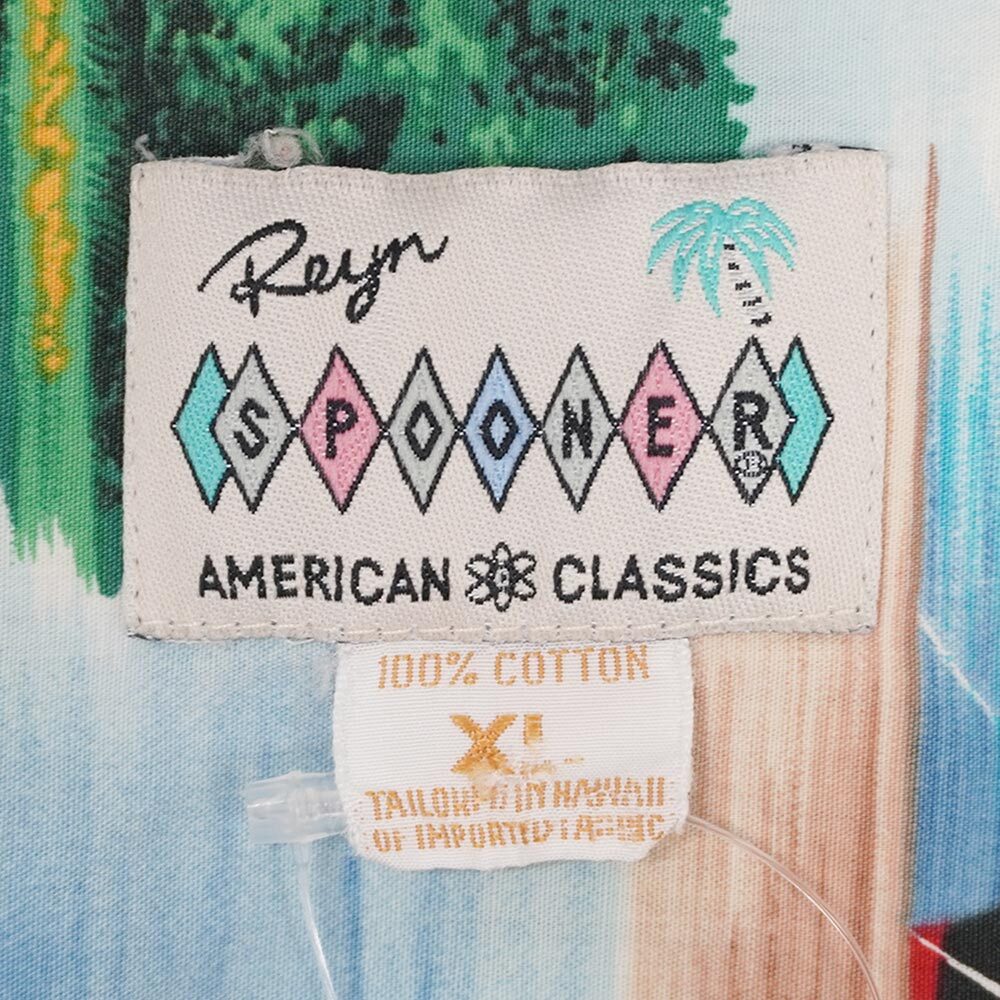 Reyn
SPOONER
AMERICAN CLASSICS
100% COTTON
XL
TAILORED IN HAWAII
OF IMPORTED FABRIC